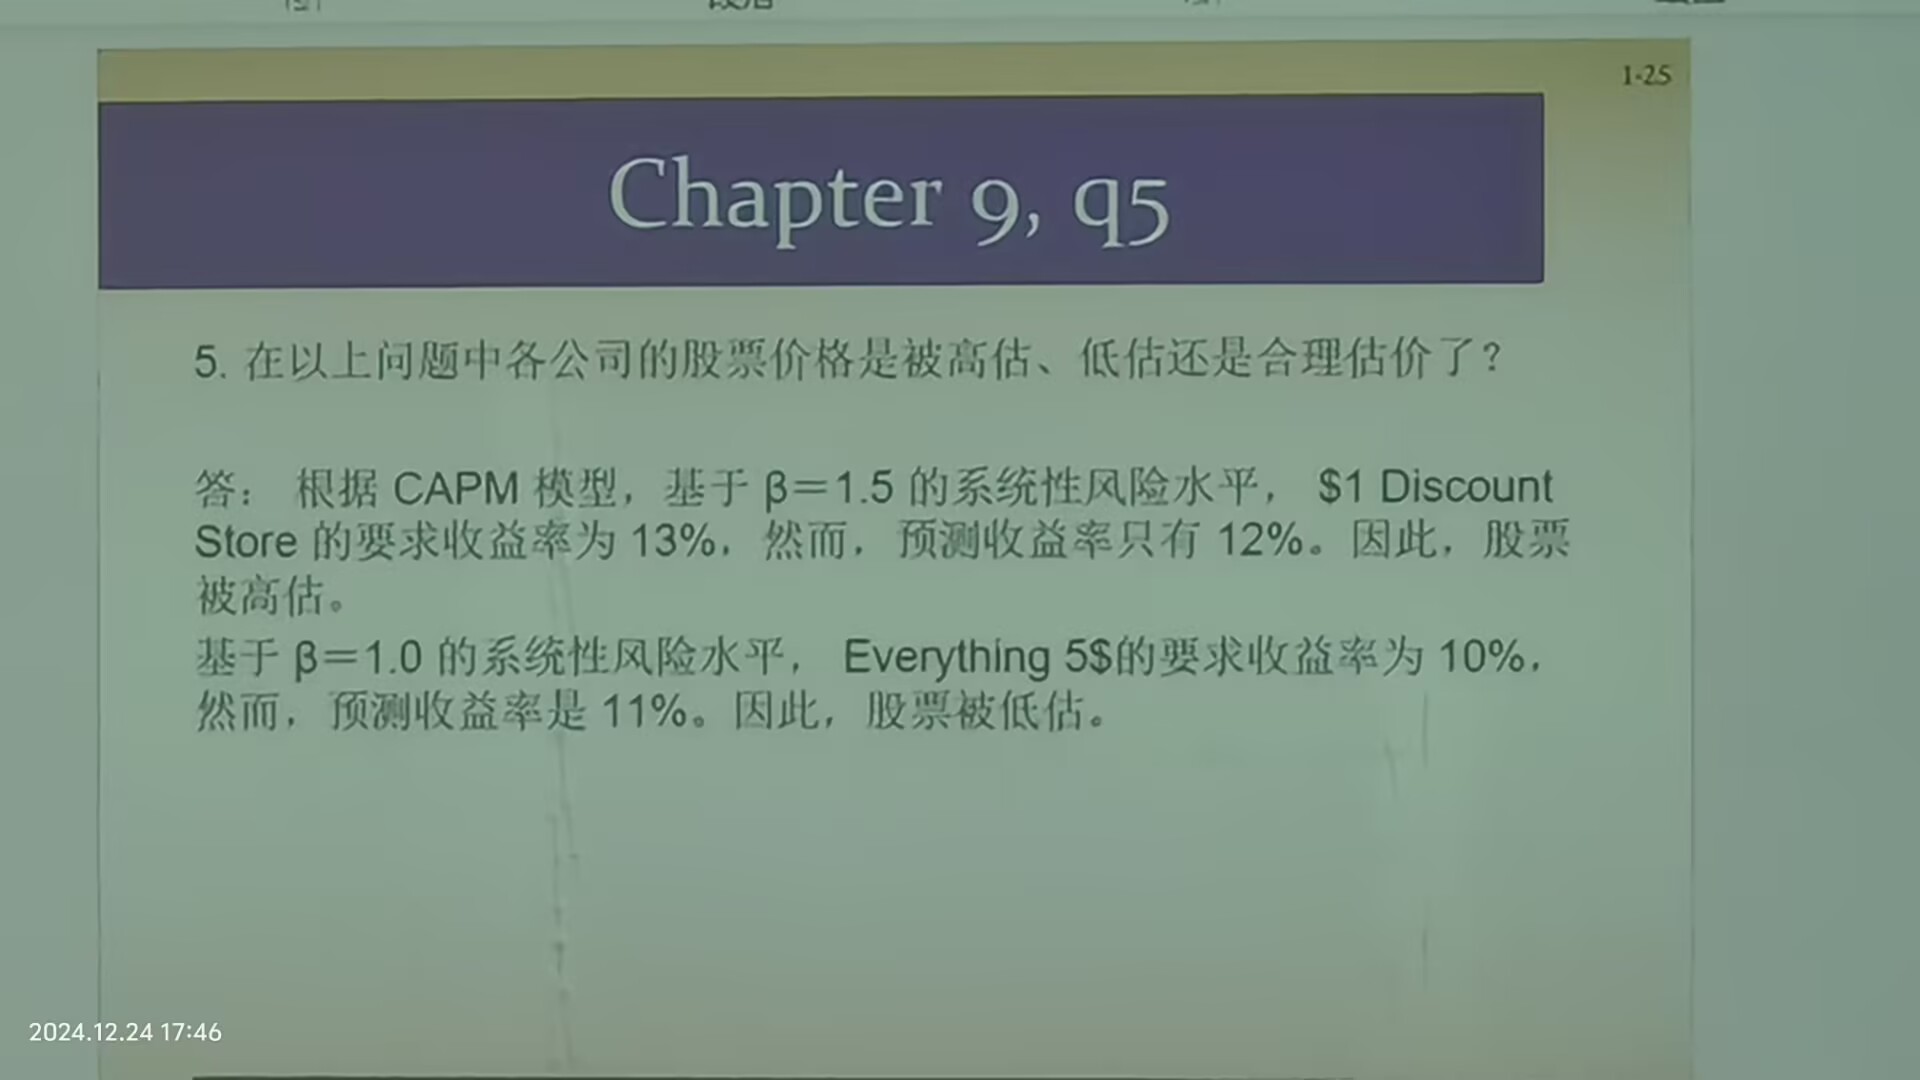 1-25
Chapter 9, q5
5. 在以上问题中各公司的股票价格是被高估、低估还是合理估价了？
答： 根据 CAPM 模型，基于 β＝1.5 的系统性风险水平， $1 Discount
Store 的要求收益率为 13%，然而，预测收益率只有 12%。因此，股票
被高估。
基于 β＝1.0 的系统性风险水平， Everything 5$的要求收益率为 10%，
然而，预测收益率是 11%。因此，股票被低估。
2024.12.24 17:46